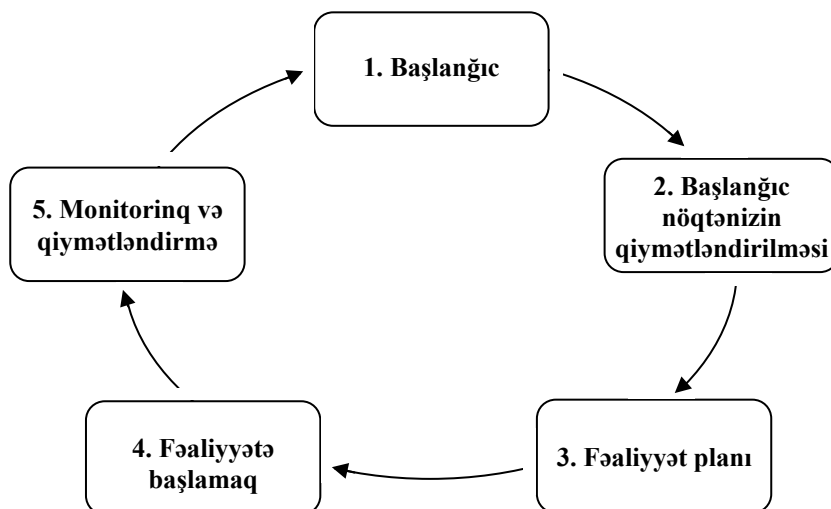 1. Başlanğıc
2. Başlanğıc
nöqtənizin
qiymətləndirilməsi
3. Fəaliyyət planı
4. Fəaliyyətə
başlamaq
5. Monitorinq və
qiymətləndirmə